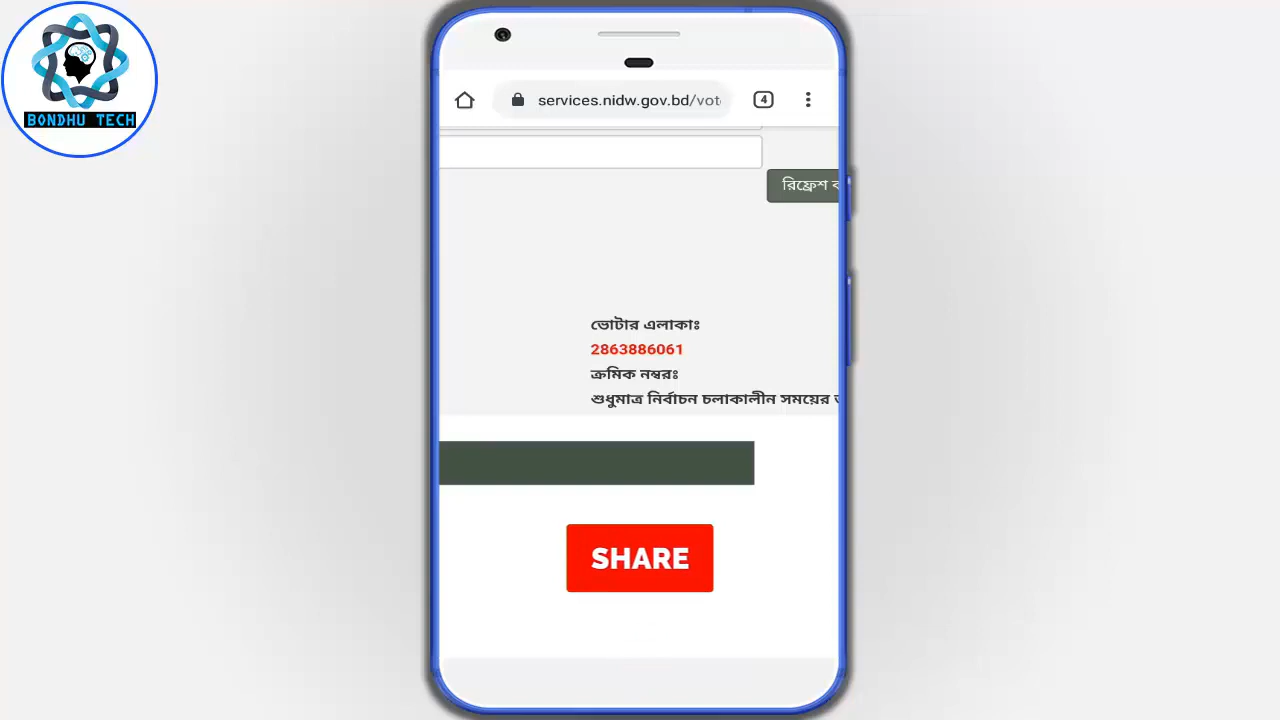 BONDHU TECH
services.nidw.gov.bd/vot
4
রিফ্রেশ
ভোটার এলাকাঃ
2863886061
ক্রমিক নম্বরঃ
শুধুমাত্র নির্বাচন চলাকালীন সময়ের
SHARE